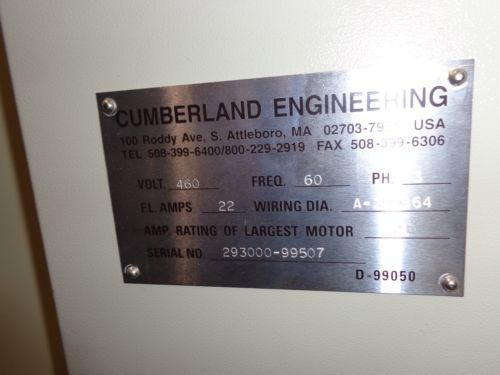 CUMBERLAND ENGINEERING
100 Roddy Ave, S. Attleboro, MA USA
TEL 508-399-6400/800-229-2919 FAX 508-399-6306
VOLT. 460 FREQ. 60 PH. 3
F.L. AMPS 22 WIRING DIA.
AMP. RATING OF LARGEST MOTOR
SERIAL NO. 293000-99507
D-99050